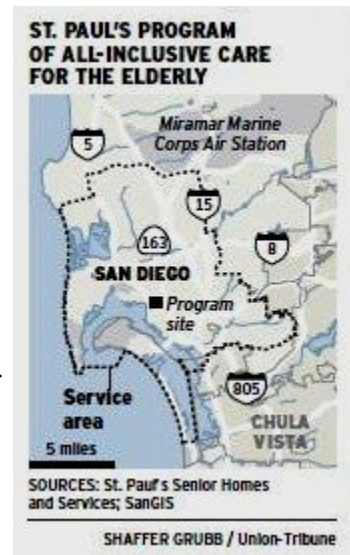 ST. PAUL'S PROGRAM
OF ALL-INCLUSIVE CARE
FOR THE ELDERLY
Miramar Marine
Corps Air Station
5
15
163
8
SAN DIEGO
Program
site
805
Service
area
CHULA
VISTA
5 miles
SOURCES: St. Paul's Senior Homes
and Services; SanGIS
SHAFFER GRUBB / Union-Tribune